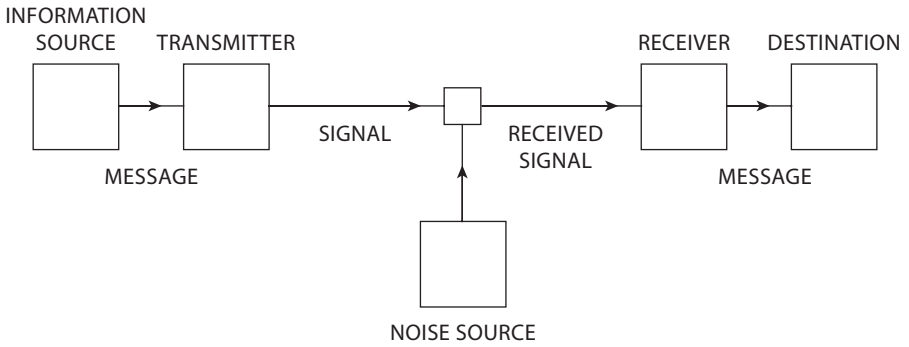 INFORMATION
SOURCE
TRANSMITTER
RECEIVER
DESTINATION
SIGNAL
RECEIVED
SIGNAL
MESSAGE
MESSAGE
NOISE SOURCE